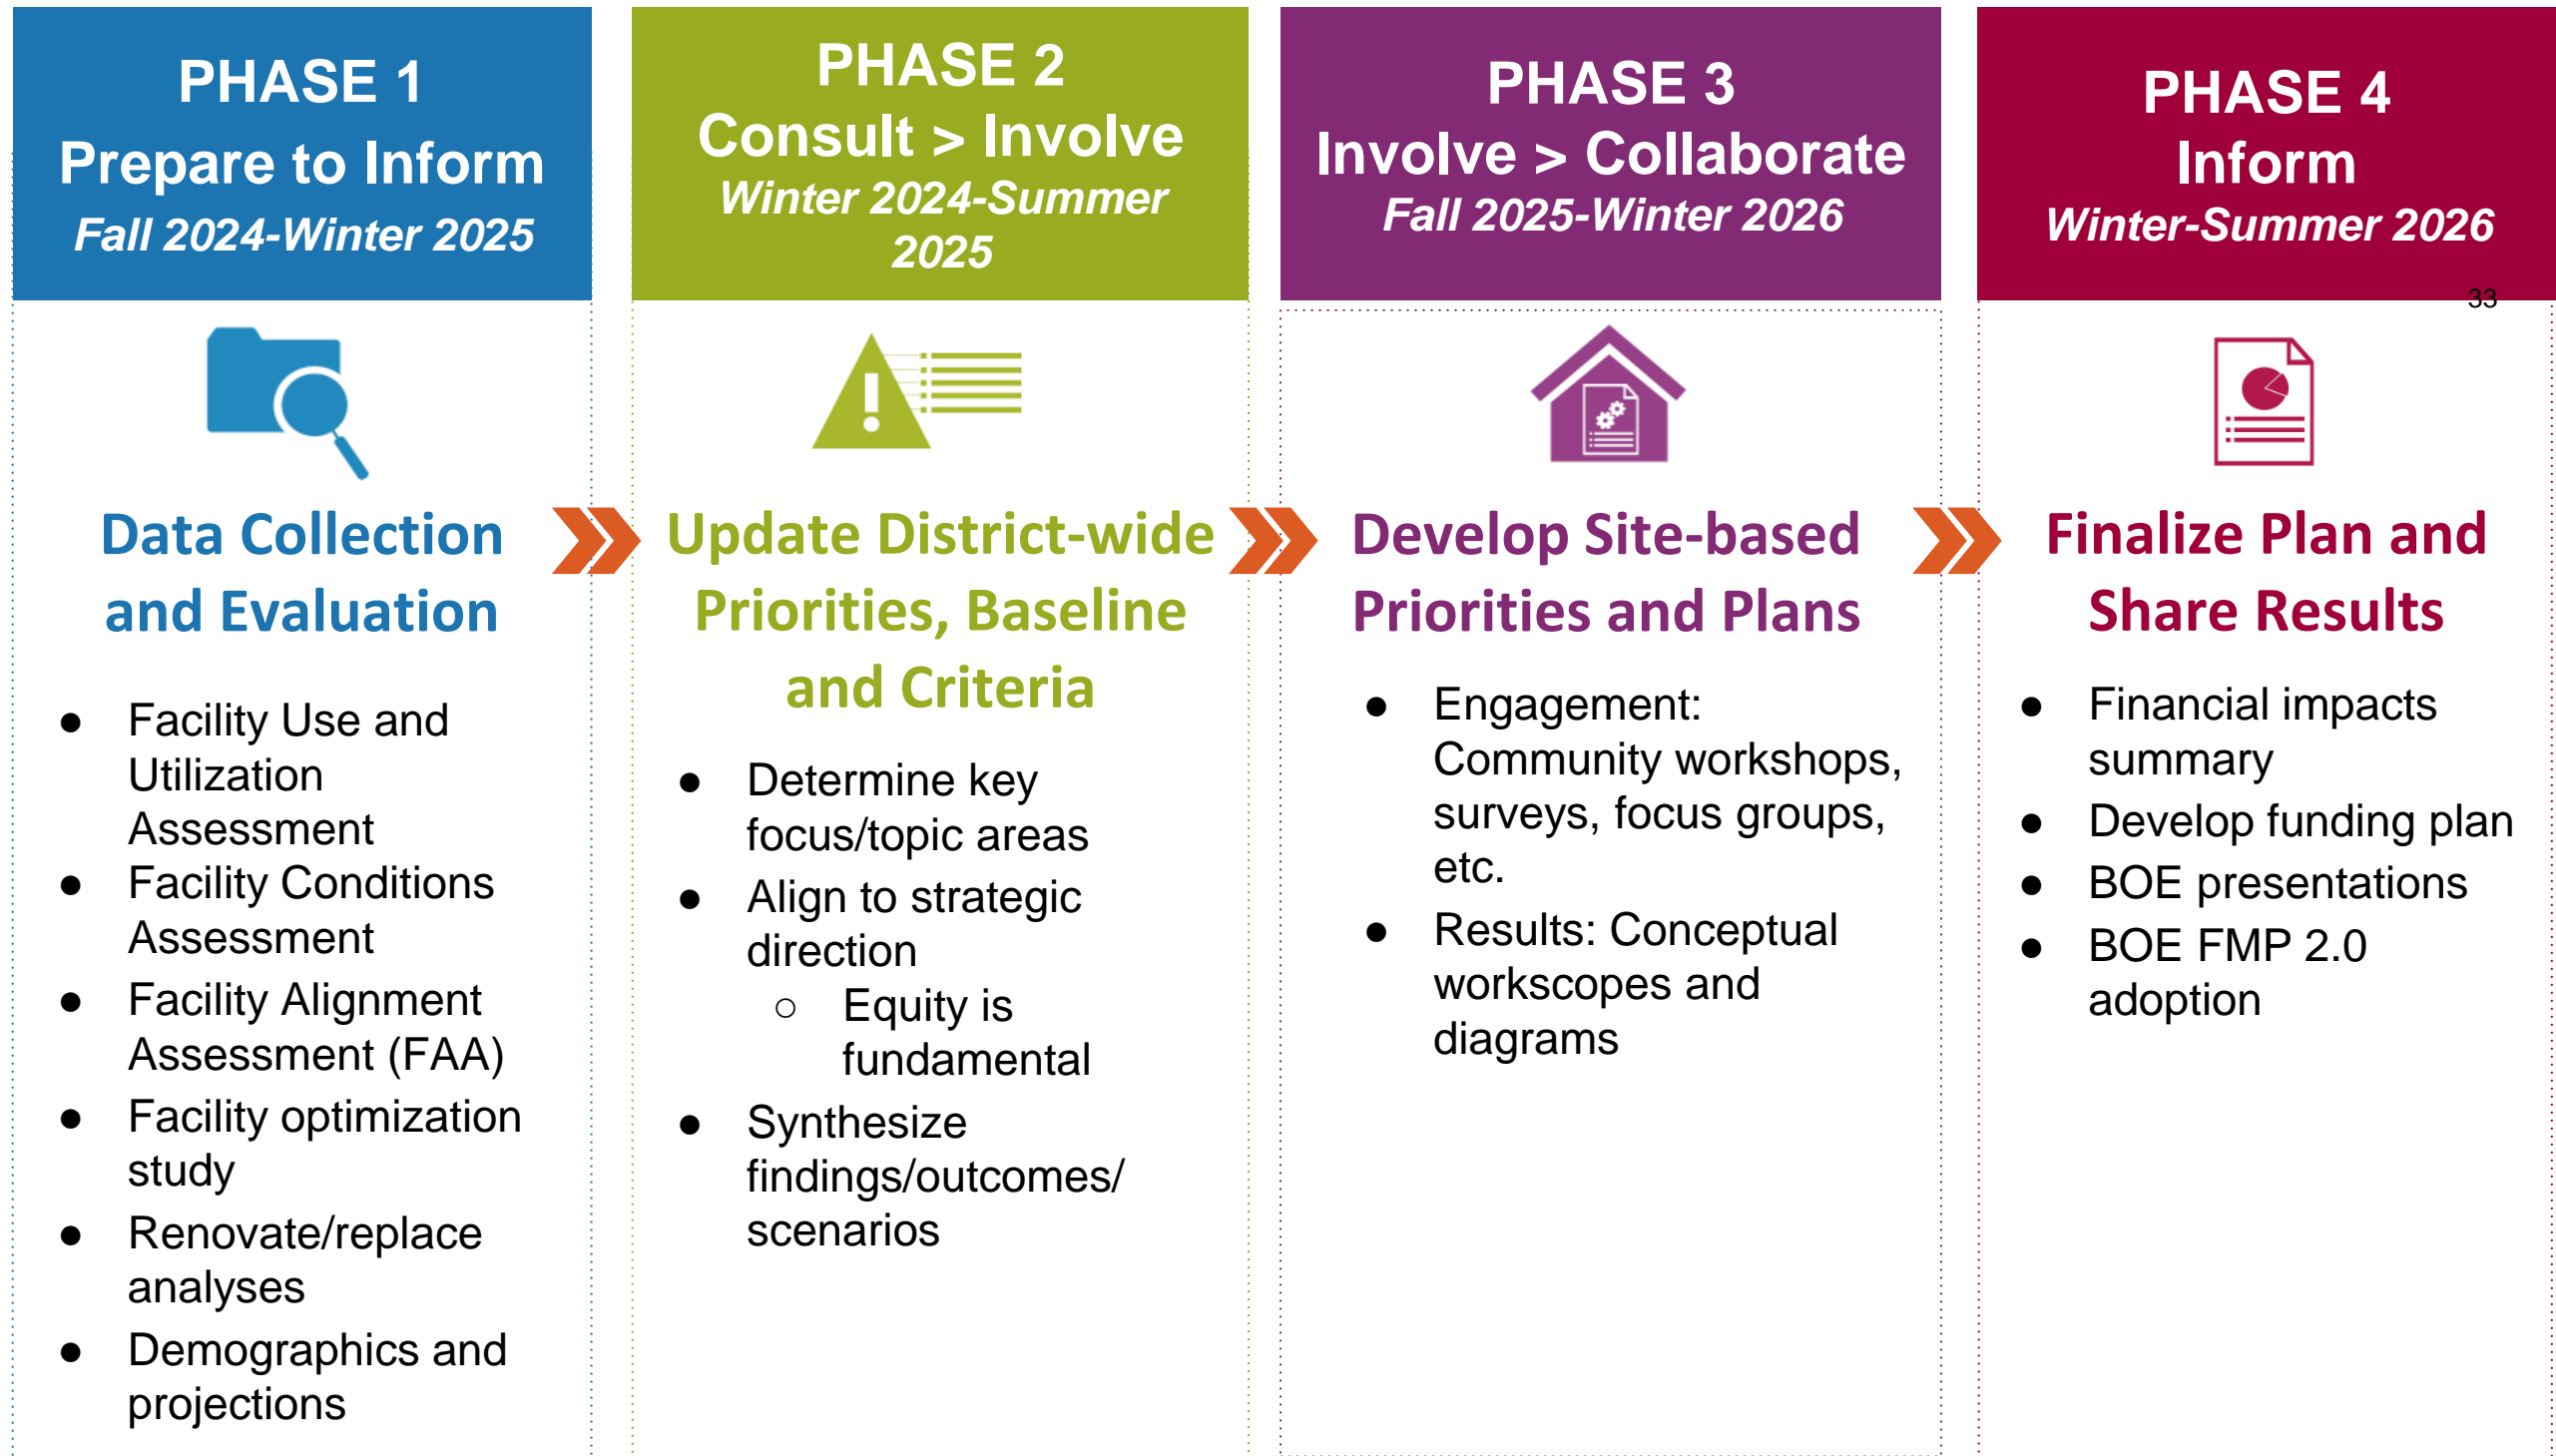 PHASE 1
Prepare to Inform
Fall 2024-Winter 2025
Data Collection
and Evaluation
● Facility Use and
Utilization
Assessment
● Facility Conditions
Assessment
● Facility Alignment
Assessment (FAA)
● Facility optimization
study
● Renovate/replace
analyses
● Demographics and
projections
PHASE 2
Consult > Involve
Winter 2024-Summer
2025
Update District-wide
Priorities, Baseline
and Criteria
● Determine key
focus/topic areas
● Align to strategic
direction
○ Equity is
fundamental
● Synthesize
findings/outcomes/
scenarios
PHASE 3
Involve > Collaborate
Fall 2025-Winter 2026
Develop Site-based
Priorities and Plans
● Engagement:
Community workshops,
surveys, focus groups,
etc.
● Results: Conceptual
workscopes and
diagrams
PHASE 4
Inform
Winter-Summer 2026
33
Finalize Plan and
Share Results
● Financial impacts
summary
● Develop funding plan
● BOE presentations
● BOE FMP 2.0
adoption